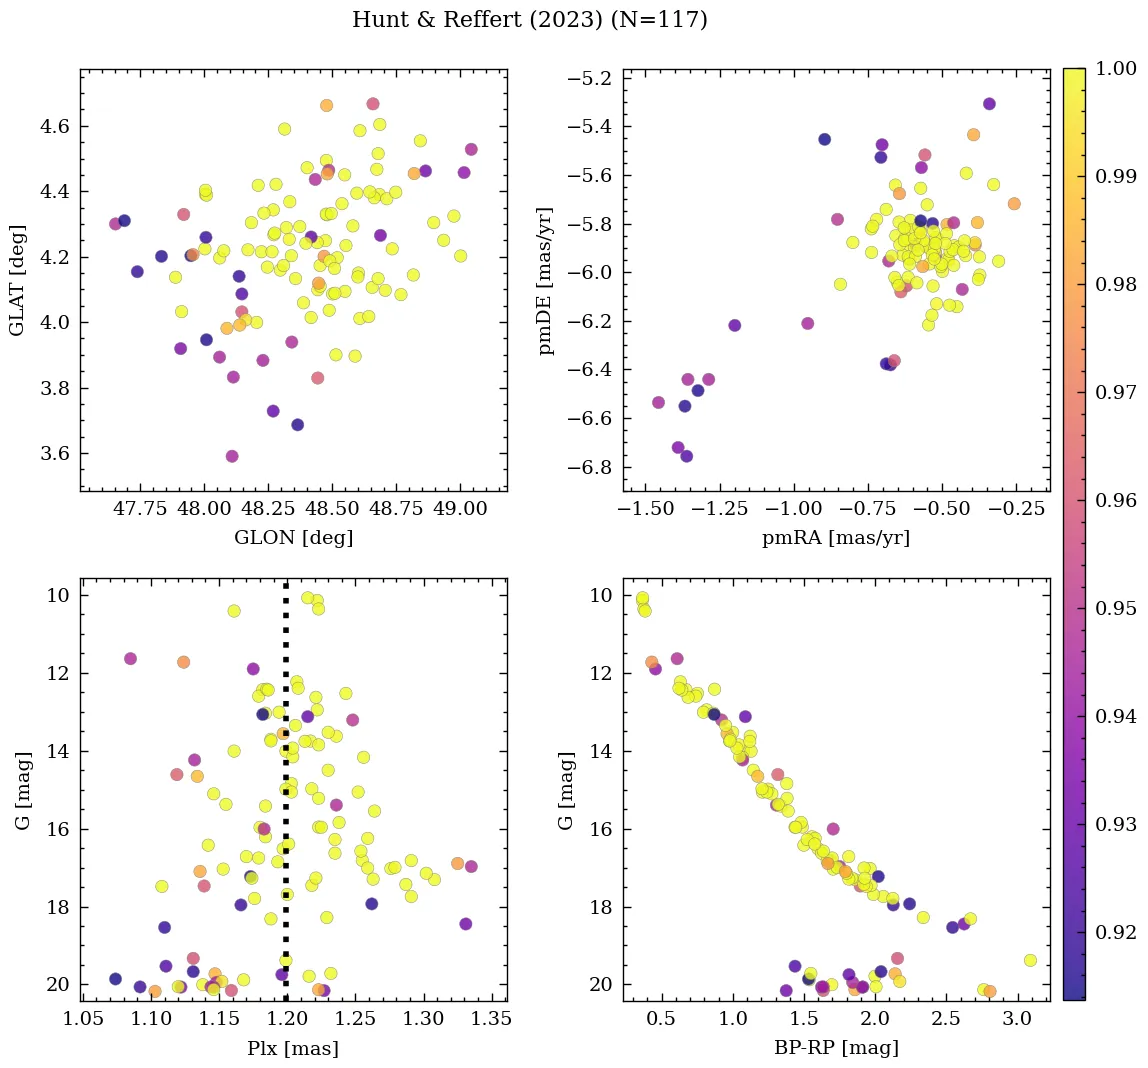 Hunt & Reffert (2023) (N=117)
4.6
4.4
4.2
4.0
3.8
3.6
GLAT [deg]
47.75 48.00 48.25 48.50 48.75 49.00
GLON [deg]
−5.2
−5.4
−5.6
−5.8
−6.0
−6.2
−6.4
−6.6
−6.8
pmDE [mas/yr]
−1.50 −1.25 −1.00 −0.75 −0.50 −0.25
pmRA [mas/yr]
10
12
14
16
18
20
G [mag]
1.05 1.10 1.15 1.20 1.25 1.30 1.35
Plx [mas]
10
12
14
16
18
20
G [mag]
0.5 1.0 1.5 2.0 2.5 3.0
BP-RP [mag]
1.00
0.99
0.98
0.97
0.96
0.95
0.94
0.93
0.92